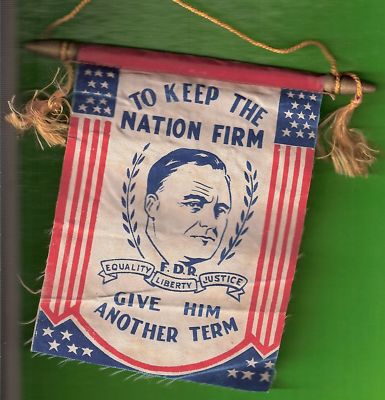 TO KEEP THE
NATION FIRM
F.D.R.
EQUALITY LIBERTY JUSTICE
GIVE HIM
ANOTHER TERM